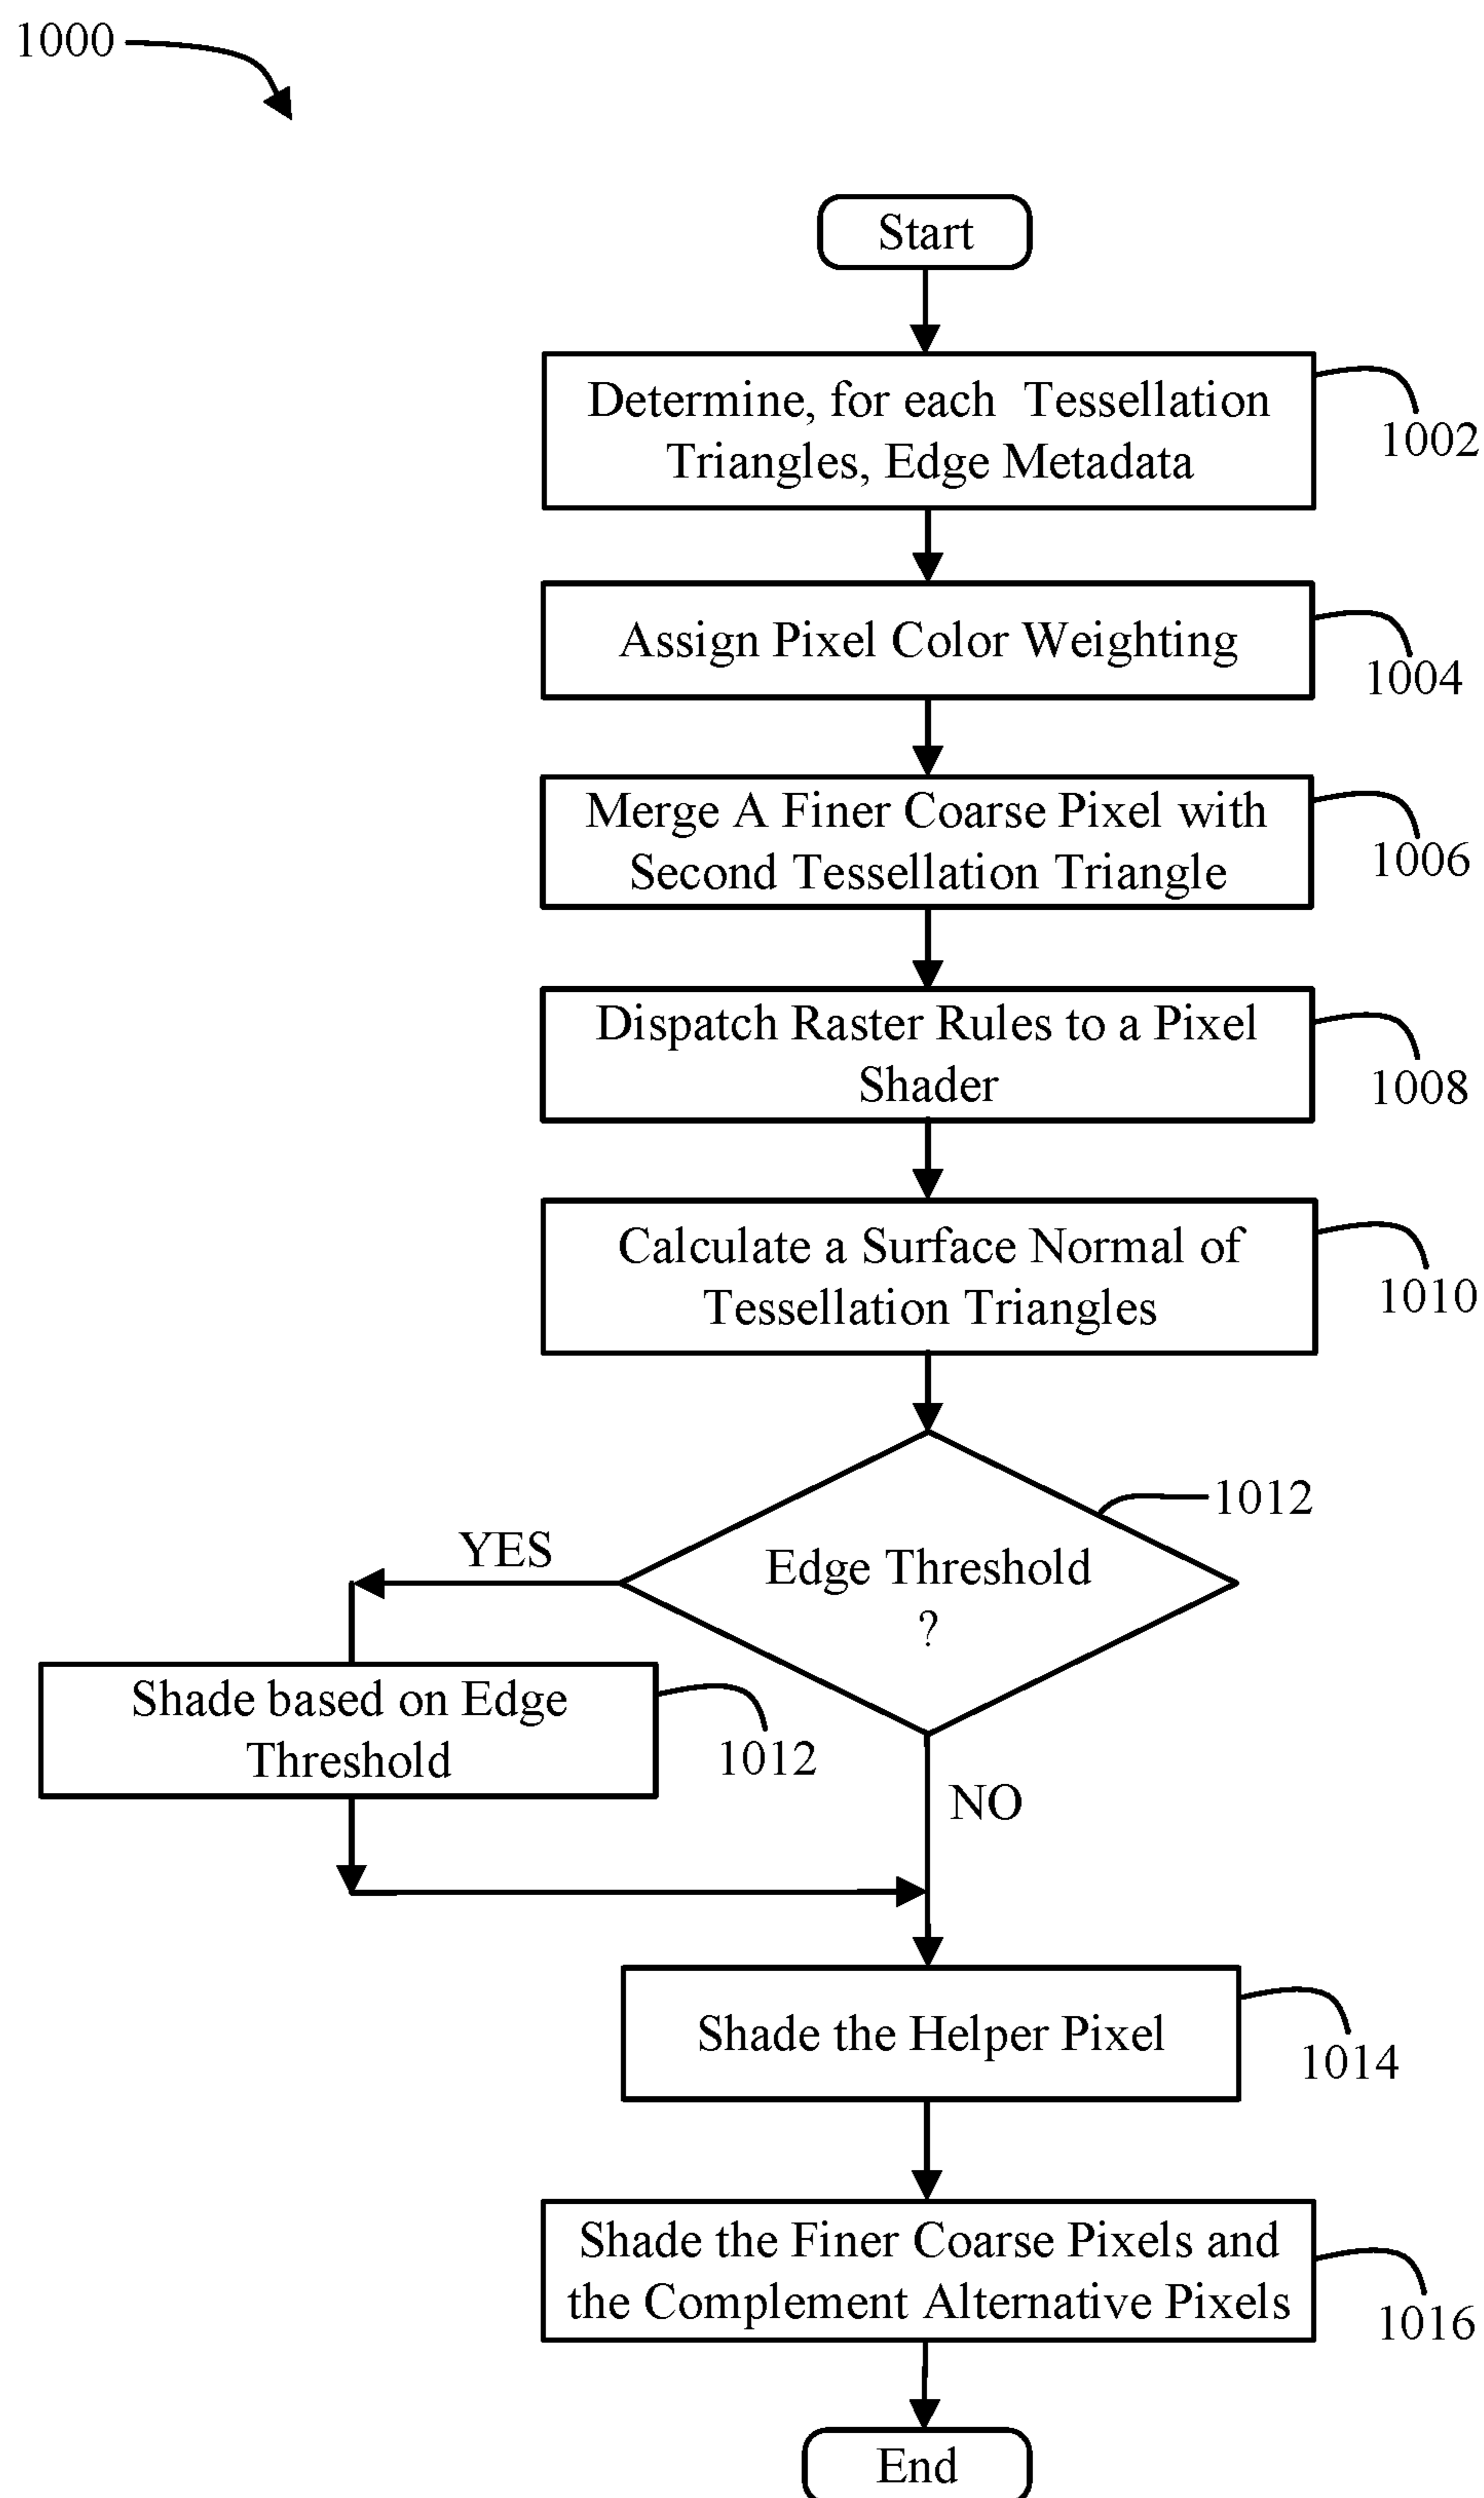 1000
Start
Determine, for each Tessellation
Triangles, Edge Metadata
1002
Assign Pixel Color Weighting
1004
Merge A Finer Coarse Pixel with
Second Tessellation Triangle
1006
Dispatch Raster Rules to a Pixel
Shader
1008
Calculate a Surface Normal of
Tessellation Triangles
1010
1012
YES
Edge Threshold
?
Shade based on Edge
Threshold
1012
NO
Shade the Helper Pixel
1014
Shade the Finer Coarse Pixels and
the Complement Alternative Pixels
1016
End